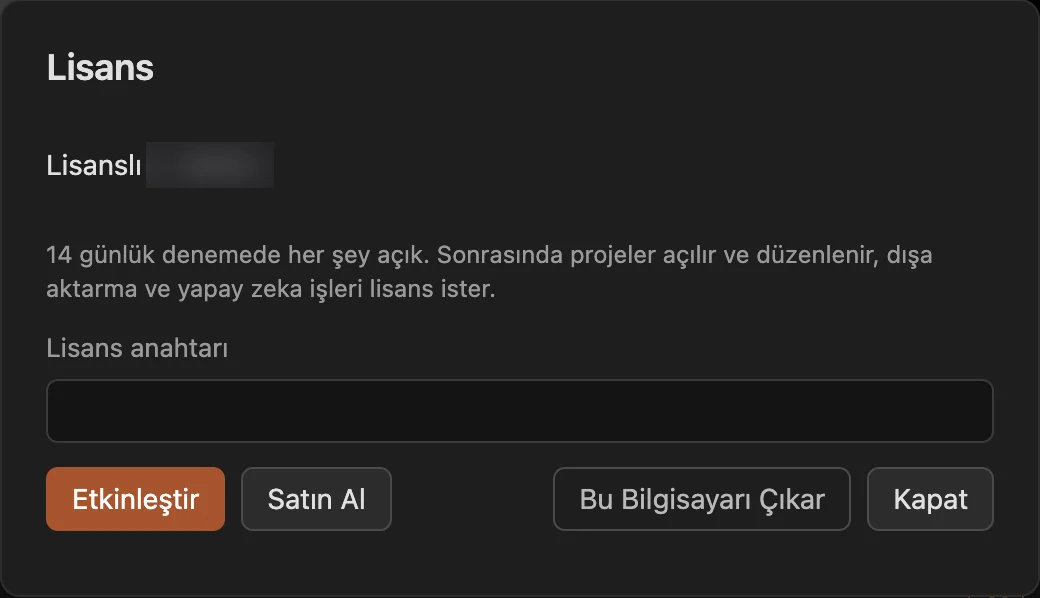 Lisans
Lisanslı
14 günlük denemede her şey açık. Sonrasında projeler açılır ve düzenlenir, dışa
aktarma ve yapay zeka işleri lisans ister.
Lisans anahtarı
Etkinleştir Satın Al Bu Bilgisayarı Çıkar Kapat